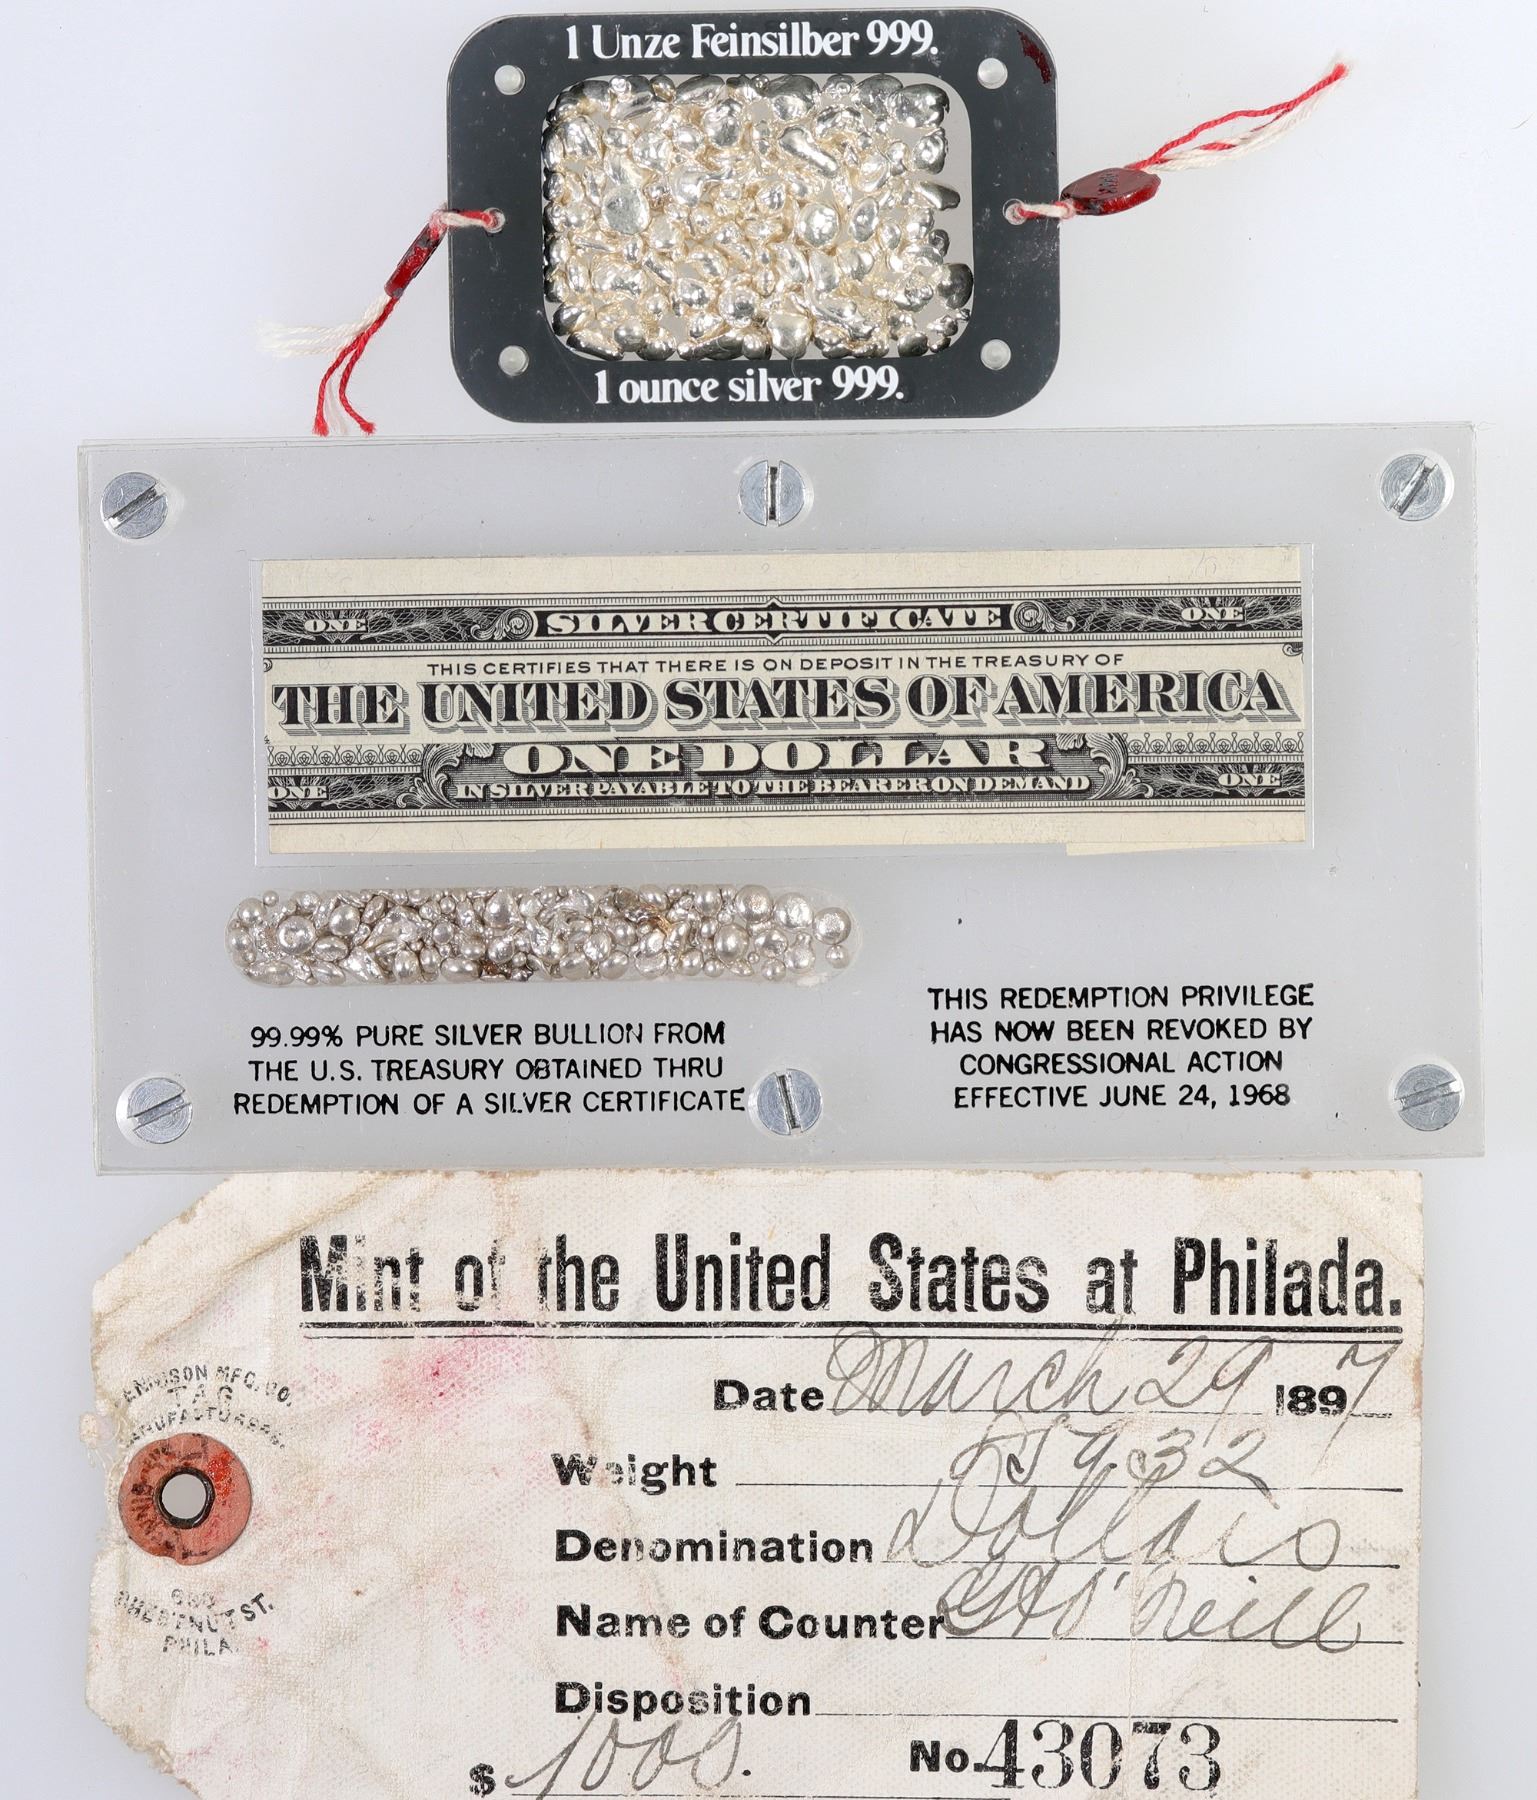 1 Unze Feinsilber 999.
1 ounce silver 999.
ONE SILVER CERTIFICATE ONE
THIS CERTIFIES THAT THERE IS ON DEPOSIT IN THE TREASURY OF
THE UNITED STATES OF AMERICA
ONE DOLLAR
ONE IN SILVER PAYABLE TO THE BEARER ON DEMAND ONE
99.99% PURE SILVER BULLION FROM
THE U.S. TREASURY OBTAINED THRU
REDEMPTION OF A SILVER CERTIFICATE
THIS REDEMPTION PRIVILEGE
HAS NOW BEEN REVOKED BY
CONGRESSIONAL ACTION
EFFECTIVE JUNE 24, 1968
Mint of the United States at Philada.
Date March 29 1897
Weight
Denomination Dollars
Name of Counter O'Neill
Disposition
$ 1000. No. 43073
TAG
CHESTNUT ST.
PHILA.